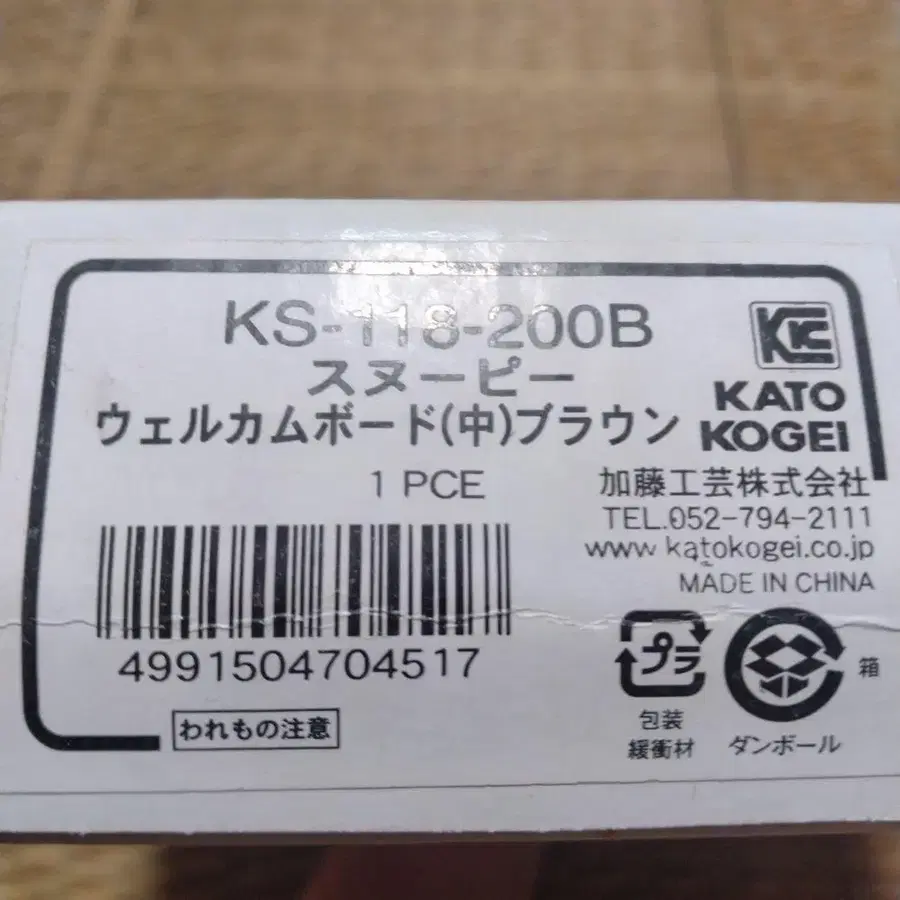 KS-118-200B
スヌーピー
ウェルカムボード(中)ブラウン
1 PCE
KATO
KOGEI
加藤工芸株式会社
TEL.052-794-2111
www.katokogei.co.jp
MADE IN CHINA
4991504704517
われもの注意
プラ
包装
緩衝材
箱
ダンボール